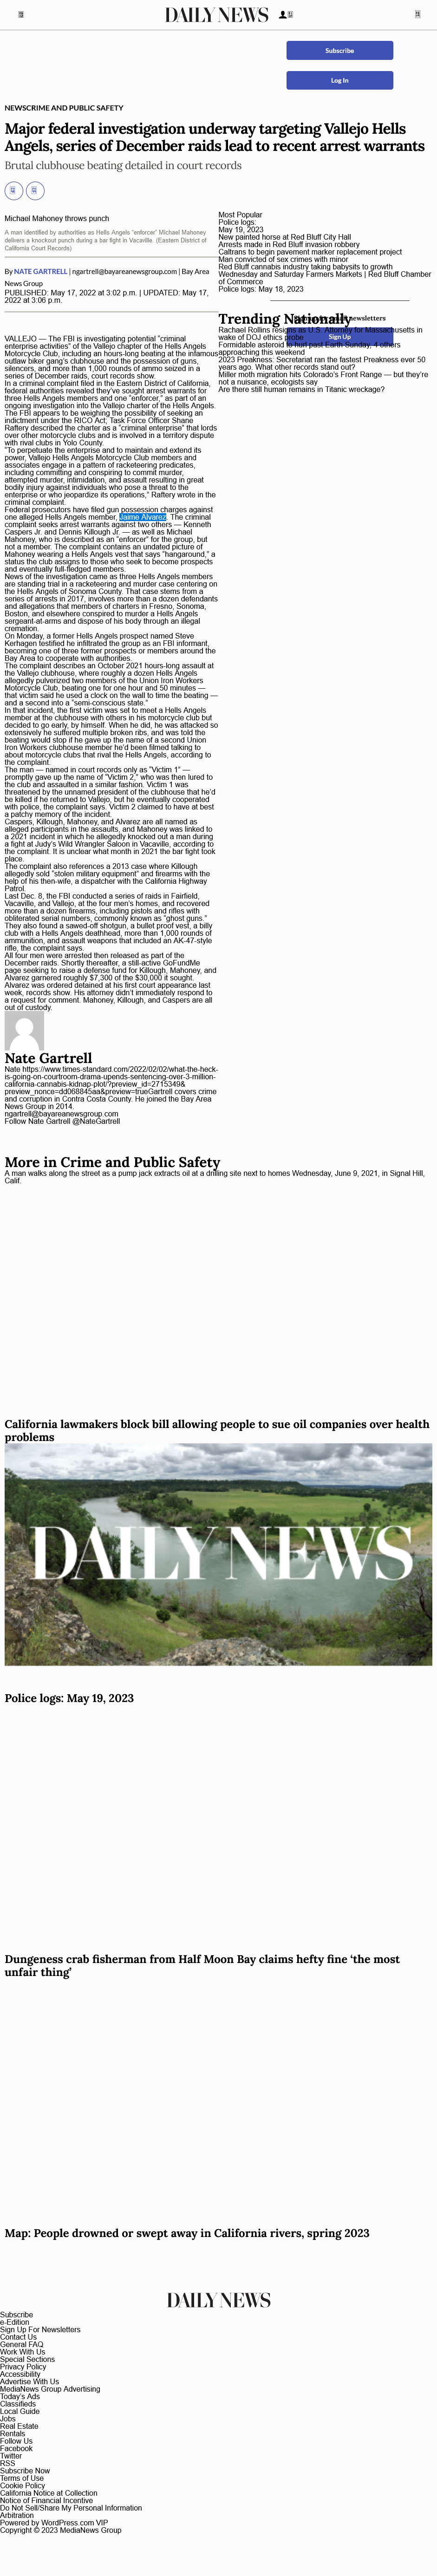 DAILY NEWS
Subscribe
Log In
NEWSCRIME AND PUBLIC SAFETY
Major federal investigation underway targeting Vallejo Hells
Angels, series of December raids lead to recent arrest warrants
Brutal clubhouse beating detailed in court records
Michael Mahoney throws punch
A man identified by authorities as Hells Angels “enforcer” Michael Mahoney
delivers a knockout punch during a bar fight in Vacaville. (Eastern District of
California Court Records)
By NATE GARTRELL | ngartrell@bayareanewsgroup.com | Bay Area
News Group
PUBLISHED: May 17, 2022 at 3:02 p.m. | UPDATED: May 17,
2022 at 3:06 p.m.
VALLEJO — The FBI is investigating potential “criminal
enterprise activities” of Vallejo chapter of the Hells Angels
Motorcycle Club, including an hours-long beating at the infamous
outlaw biker gang’s clubhouse and the possession of guns,
silencers, and more than 1,000 rounds of ammo seized in a
series of December raids, court records show.
In a criminal complaint filed in the Eastern District of California,
federal authorities revealed they’ve sought arrest warrants for
three Hells Angels members and one “enforcer,” as part of an
ongoing investigation into the Vallejo charter of the Hells Angels.
The FBI appears to be weighing the possibility of seeking an
indictment under the RICO Act; Task Force Officer Shane
Raftery described the charter as a “criminal enterprise” that lords
over other motorcycle clubs and is involved in a territory dispute
with rival clubs in Yolo County.
“To perpetuate the enterprise and to maintain and extend its
power, Vallejo Hells Angels Motorcycle Club members and
associates engage in a pattern of racketeering predicates,
including committing and conspiring to commit murder,
attempted murder, intimidation, and assault resulting in great
bodily injury against individuals who pose a threat to the
enterprise or who jeopardize its operations,” Raftery wrote in the
criminal complaint.
Federal prosecutors have filed gun possession charges against
one alleged Hells Angels member, Jaime Alvarez. The criminal
complaint seeks arrest warrants against two others — Kenneth
Caspers Jr. and Dennis Killough Jr. — as well as Michael
Mahoney, who is described as an “enforcer” for the group, but
not a member. The complaint contains an undated picture of
Mahoney wearing a Hells Angels vest that says “hangaround,” a
status the club assigns to those who seek to become prospects
and eventually full-fledged members.
News of the investigation came as three Hells Angels members
are standing trial in a racketeering and murder case centering on
the Hells Angels of Sonoma County. That case stems from a
series of arrests in 2017, involves more than a dozen defendants
and allegations that members of charters in Fresno, Sonoma,
Boston, and elsewhere conspired to murder a Hells Angels
sergeant-at-arms and dispose of his body through an illegal
cremation.
On Monday, a former Hells Angels prospect named Steve
Kerhagen testified he infiltrated the group as an FBI informant,
becoming one of three former prospects or members around the
Bay Area to cooperate with authorities.
The complaint describes an October 2021 hours-long assault at
the Vallejo clubhouse, where roughly a dozen Hells Angels
allegedly pulverized two members of the Union Iron Workers
Motorcycle Club, beating one for one hour and 50 minutes —
that victim said he used a clock on the wall to time the beating —
and a second into a “semi-conscious state.”
In that incident, the first victim was set to meet a Hells Angels
member at the clubhouse with others in his motorcycle club but
decided to go early, by himself. When he did, he was attacked so
extensively he suffered multiple broken ribs, and was told the
beating would stop if he gave up the name of a second Union
Iron Workers clubhouse member he’d been filmed talking to
about motorcycle clubs that rival the Hells Angels, according to
the complaint.
The man — named in court records only as “Victim 1” —
promptly gave up the name of “Victim 2,” who was then lured to
the club and assaulted in a similar fashion. Victim 1 was
threatened by the unnamed president of the clubhouse that he’d
be killed if he returned to Vallejo, but he eventually cooperated
with police, the complaint says. Victim 2 claimed to have at best
a patchy memory of the incident.
Caspers, Killough, Mahoney, and Alvarez are all named as
alleged participants in the assaults, and Mahoney was linked to
a 2021 incident in which he allegedly knocked out a man during
a fight at Judy’s Wild Wrangler Saloon in Vacaville, according to
the complaint. It is unclear what month in 2021 the bar fight took
place.
The complaint also references a 2013 case where Killough
allegedly sold “stolen military equipment” and firearms with the
help of his then-wife, a dispatcher with the California Highway
Patrol.
Last Dec. 8, the FBI conducted a series of raids in Fairfield,
Vacaville, and Vallejo, at the four men’s homes, and recovered
more than a dozen firearms, including pistols and rifles with
obliterated serial numbers, commonly known as “ghost guns.”
They also found a sawed-off shotgun, a bullet proof vest, a billy
club with a Hells Angels deathhead, more than 1,000 rounds of
ammunition, and assault weapons that included an AK-47-style
rifle, the complaint says.
All four men were arrested then released as part of the
December raids. Shortly thereafter, a still-active GoFundMe
page seeking to raise a defense fund for Killough, Mahoney, and
Alvarez garnered roughly $7,300 of the $30,000 it sought.
Alvarez was ordered detained at his first court appearance last
week, records show. His attorney didn’t immediately respond to
a request for comment. Mahoney, Killough, and Caspers are all
out of custody.
Nate Gartrell
Nate https://www.times-standard.com/2022/02/02/what-the-heck-
is-going-on-courtroom-drama-upends-sentencing-over-3-million-
california-cannabis-kidnap-plot/?preview_id=2715349&
preview_nonce=dd068845aa&preview=trueGartrell covers crime
and corruption in Contra Costa County. He joined the Bay Area
News Group in 2014.
ngartrell@bayareanewsgroup.com
Follow Nate Gartrell @NateGartrell
Most Popular
Police logs:
May 19, 2023
New painted horse at Red Bluff City Hall
Arrests made in Red Bluff invasion robbery
Caltrans to begin pavement marker replacement project
Man convicted of sex crimes with minor
Red Bluff cannabis industry taking babysits to growth
Wednesday and Saturday Farmers Markets | Red Bluff Chamber
of Commerce
Police logs: May 18, 2023
Trending Nationally
newsletters
Sign Up
Rachael Rollins resigns as U.S. Attorney for Massachusetts in
wake of DOJ ethics probe
Formidable asteroid to hurl past Earth Sunday, 4 others
approaching this weekend
2023 Preakness: Secretariat ran the fastest Preakness ever 50
years ago. What other records stand out?
Miller moth migration hits Colorado’s Front Range — but they’re
not a nuisance, ecologists say
Are there still human remains in Titanic wreckage?
More in Crime and Public Safety
A man walks along the street as a pump jack extracts oil at a drilling site next to homes Wednesday, June 9, 2021, in Signal Hill,
Calif.
California lawmakers block bill allowing people to sue oil companies over health
problems
DAILY NEWS
Police logs: May 19, 2023
Dungeness crab fisherman from Half Moon Bay claims hefty fine ‘the most
unfair thing’
Map: People drowned or swept away in California rivers, spring 2023
DAILY NEWS
Subscribe
e-Edition
Sign Up For Newsletters
Contact Us
General FAQ
Work With Us
Special Sections
Privacy Policy
Accessibility
Advertise With Us
MediaNews Group Advertising
Today’s Ads
Classifieds
Local Guide
Jobs
Real Estate
Rentals
Follow Us
Facebook
Twitter
RSS
Subscribe Now
Terms of Use
Cookie Policy
California Notice at Collection
Notice of Financial Incentive
Do Not Sell/Share My Personal Information
Arbitration
Powered by WordPress.com VIP
Copyright © 2023 MediaNews Group